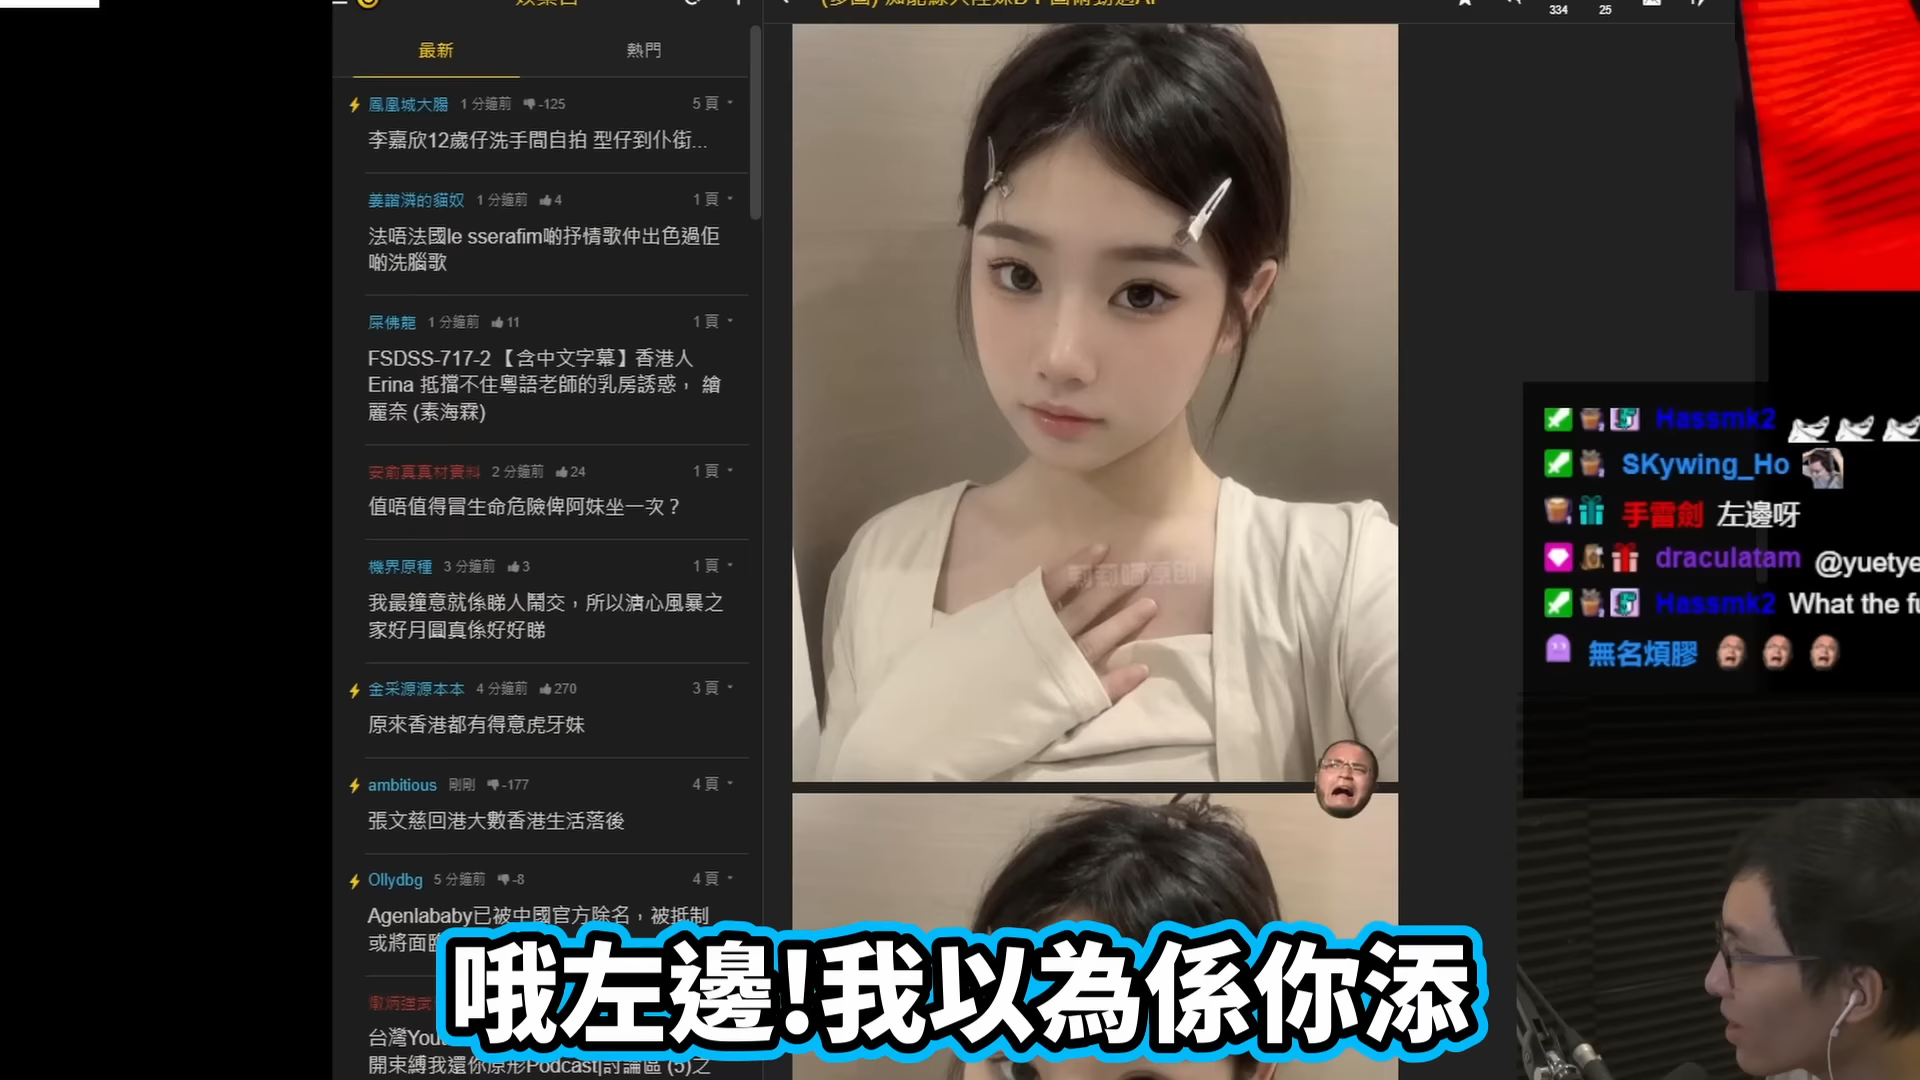 最新
熱門
鳳凰城大腸 1 分鐘前 -125 5 頁
李嘉欣12歲仔洗手間自拍 型仔到仆街...
姜諧潾的貓奴 1 分鐘前 4 1 頁
法唔法國le sserafim啲抒情歌仲出色過佢
啲洗腦歌
屎佛龍 1 分鐘前 11 1 頁
FSDSS-717-2 【含中文字幕】香港人
Erina 抵擋不住粵語老師的乳房誘惑， 繪
麗奈 (素海霖)
安俞真真材實料 2 分鐘前 24 1 頁
值唔值得冒生命危險俾阿妹坐一次？
機界原種 3 分鐘前 3 1 頁
我最鐘意就係睇人鬧交，所以溏心風暴之
家好月圓真係好好睇
金采源源本本 4 分鐘前 270 3 頁
原來香港都有得意虎牙妹
ambitious 剛剛 -177 4 頁
張文慈回港大數香港生活落後
Ollydbg 5 分鐘前 -8 4 頁
Agenlababy已被中國官方除名，被抵制
或將面
台灣You
開束縛我還你原形Podcast|討論區 (5)之
334
25
Hassmk2
SKywing_Ho
手雷劍 左邊呀
draculatam @yuetye
Hassmk2 What the fu
無名煩膠
哦左邊!我以為係你添